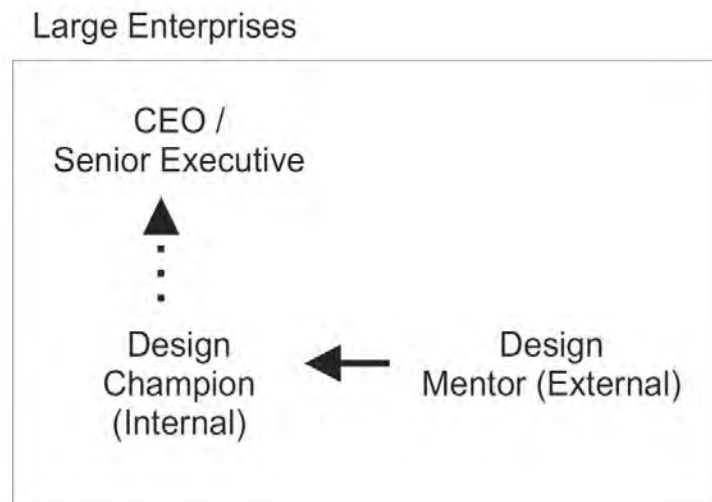 Large Enterprises
CEO /
Senior Executive
Design
Champion
(Internal)
Design
Mentor (External)